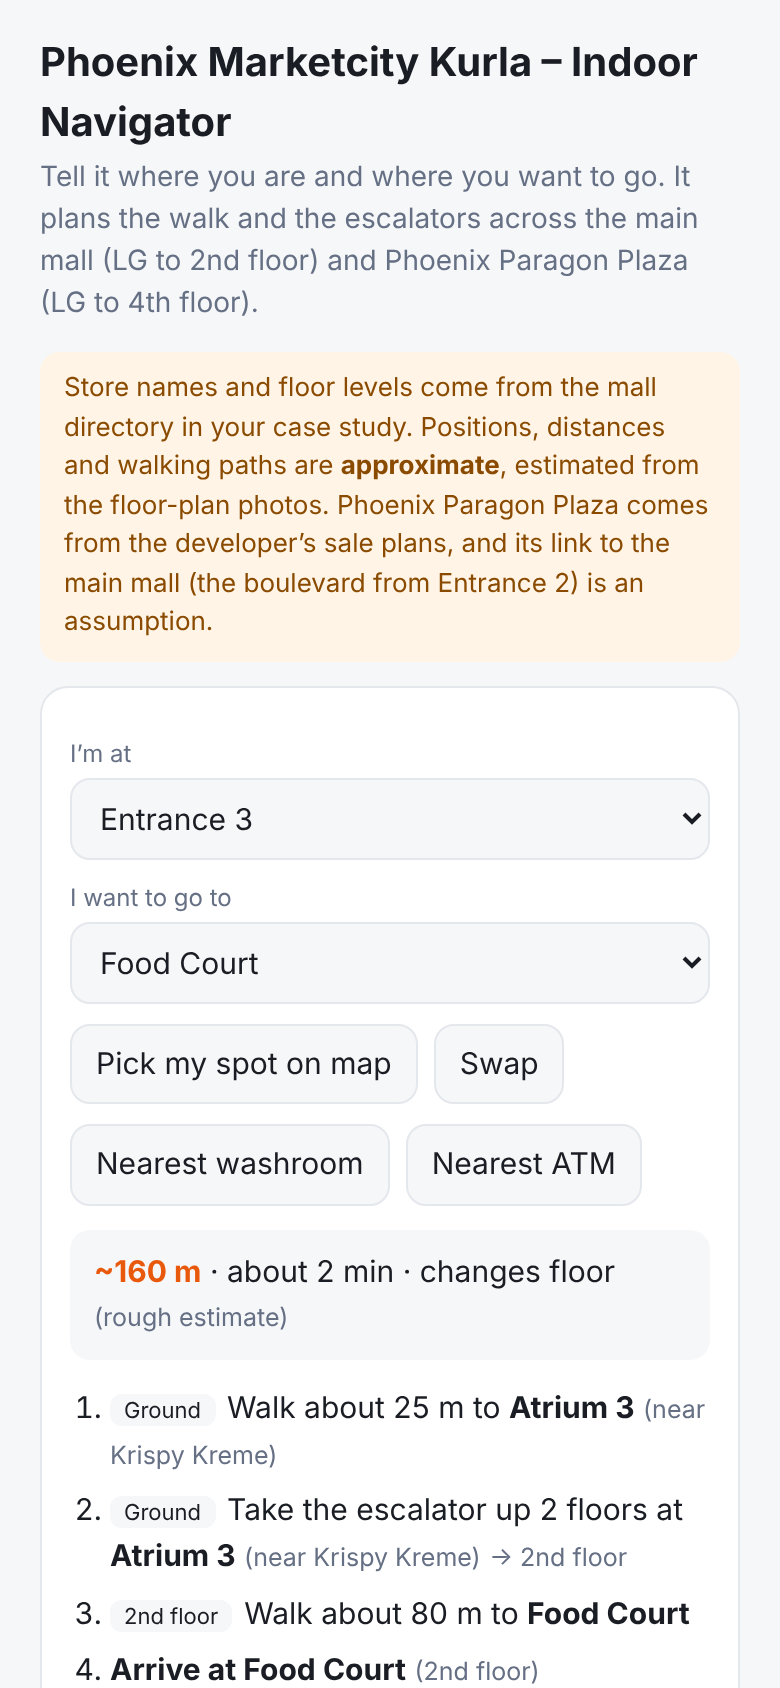 Phoenix Marketcity Kurla – Indoor
Navigator
Tell it where you are and where you want to go. It
plans the walk and the escalators across the main
mall (LG to 2nd floor) and Phoenix Paragon Plaza
(LG to 4th floor).
Store names and floor levels come from the mall
directory in your case study. Positions, distances
and walking paths are approximate, estimated from
the floor-plan photos. Phoenix Paragon Plaza comes
from the developer’s sale plans, and its link to the
main mall (the boulevard from Entrance 2) is an
assumption.
I’m at
Entrance 3
I want to go to
Food Court
Pick my spot on map Swap
Nearest washroom Nearest ATM
~160 m · about 2 min · changes floor
(rough estimate)
1. Ground Walk about 25 m to Atrium 3 (near
Krispy Kreme)
2. Ground Take the escalator up 2 floors at
Atrium 3 (near Krispy Kreme) → 2nd floor
3. 2nd floor Walk about 80 m to Food Court
4. Arrive at Food Court (2nd floor)